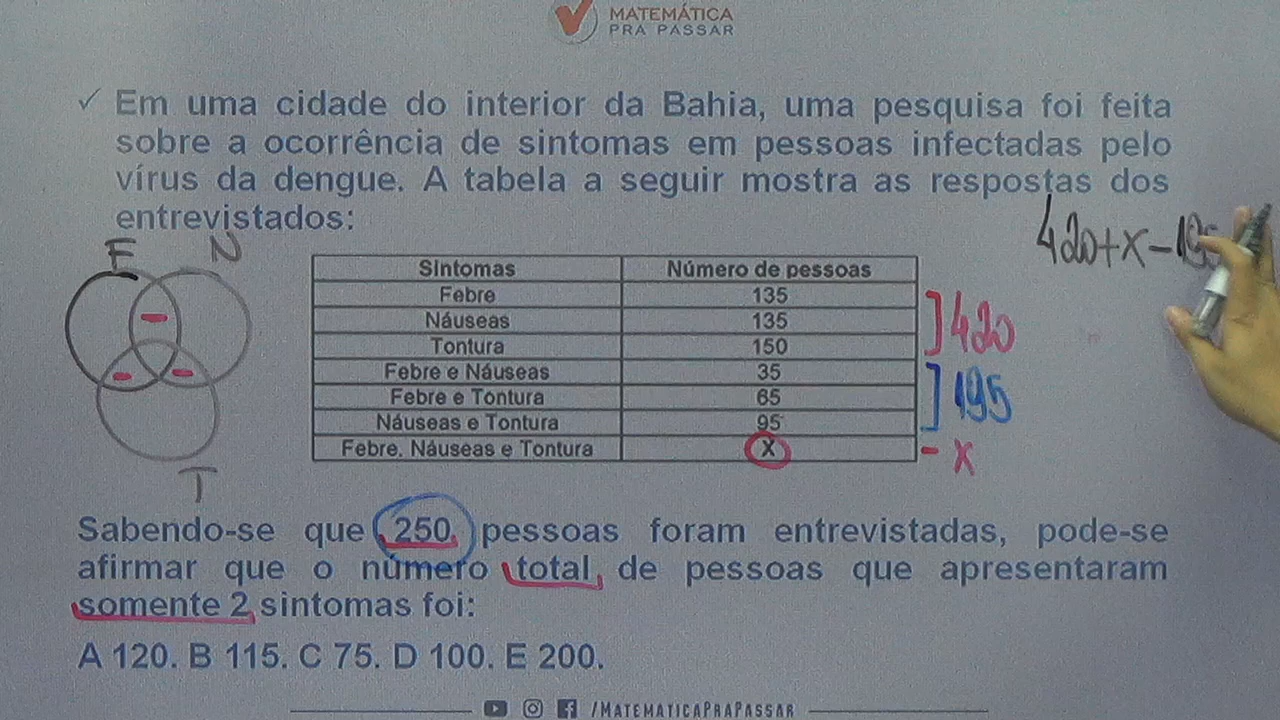 MATEMÁTICA
PRA PASSAR
✓ Em uma cidade do interior da Bahia, uma pesquisa foi feita
sobre a ocorrência de sintomas em pessoas infectadas pelo
vírus da dengue. A tabela a seguir mostra as respostas dos
entrevistados:
420+x-195
F N
Sintomas Número de pessoas
Febre 135
Náuseas 135
Tontura 150
] 420
Febre e Náuseas 35
Febre e Tontura 65
Náuseas e Tontura 95
] 195
Febre. Náuseas e Tontura X
- x
T
Sabendo-se que 250 pessoas foram entrevistadas, pode-se
afirmar que o número total de pessoas que apresentaram
somente 2 sintomas foi:
A 120. B 115. C 75. D 100. E 200.
/MATEMATICAPRAPASSAR